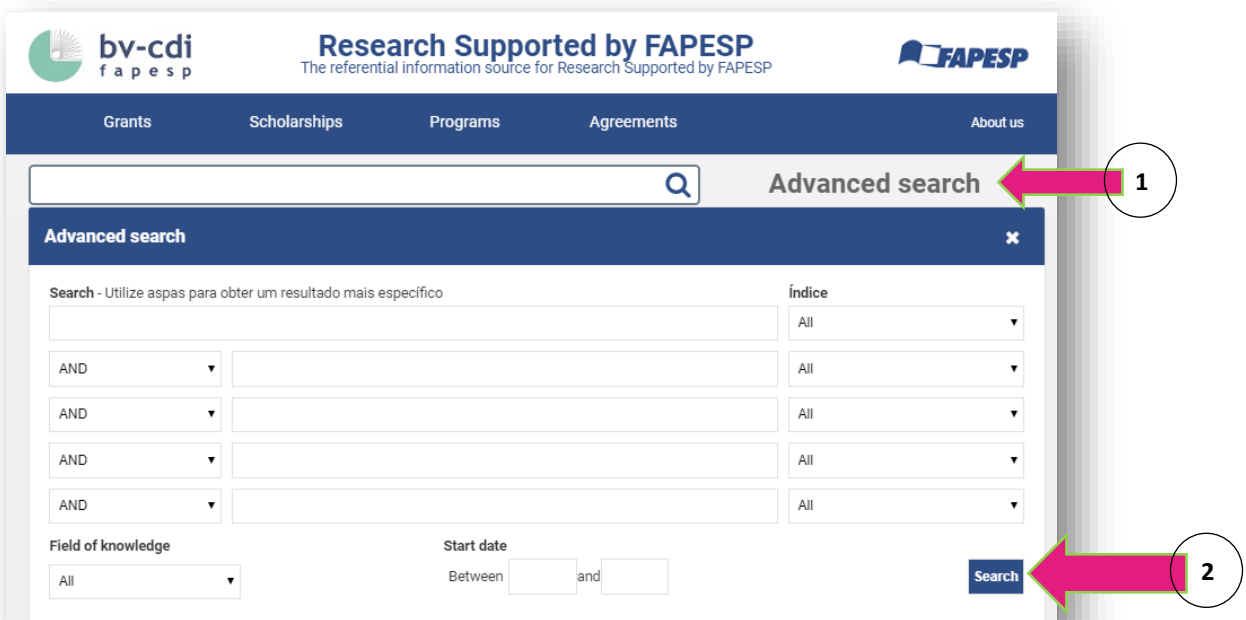 bv-cdi
fapesp
Research Supported by FAPESP
The referential information source for Research Supported by FAPESP
FAPESP
Grants Scholarships Programs Agreements About us
Advanced search
1
Advanced search ×
Search - Utilize aspas para obter um resultado mais específico Índice
All
AND All
AND All
AND All
AND All
Field of knowledge Start date
All Between and Search
2